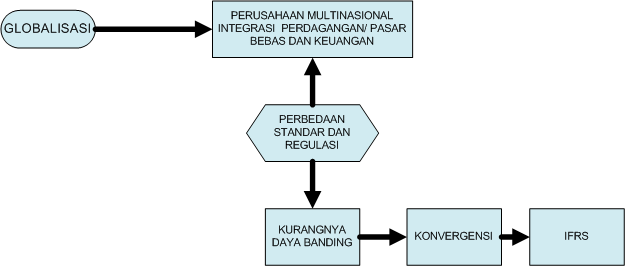 GLOBALISASI
PERUSAHAAN MULTINASIONAL
INTEGRASI PERDAGANGAN/ PASAR
BEBAS DAN KEUANGAN
PERBEDAAN
STANDAR DAN
REGULASI
KURANGNYA
DAYA BANDING
KONVERGENSI
IFRS